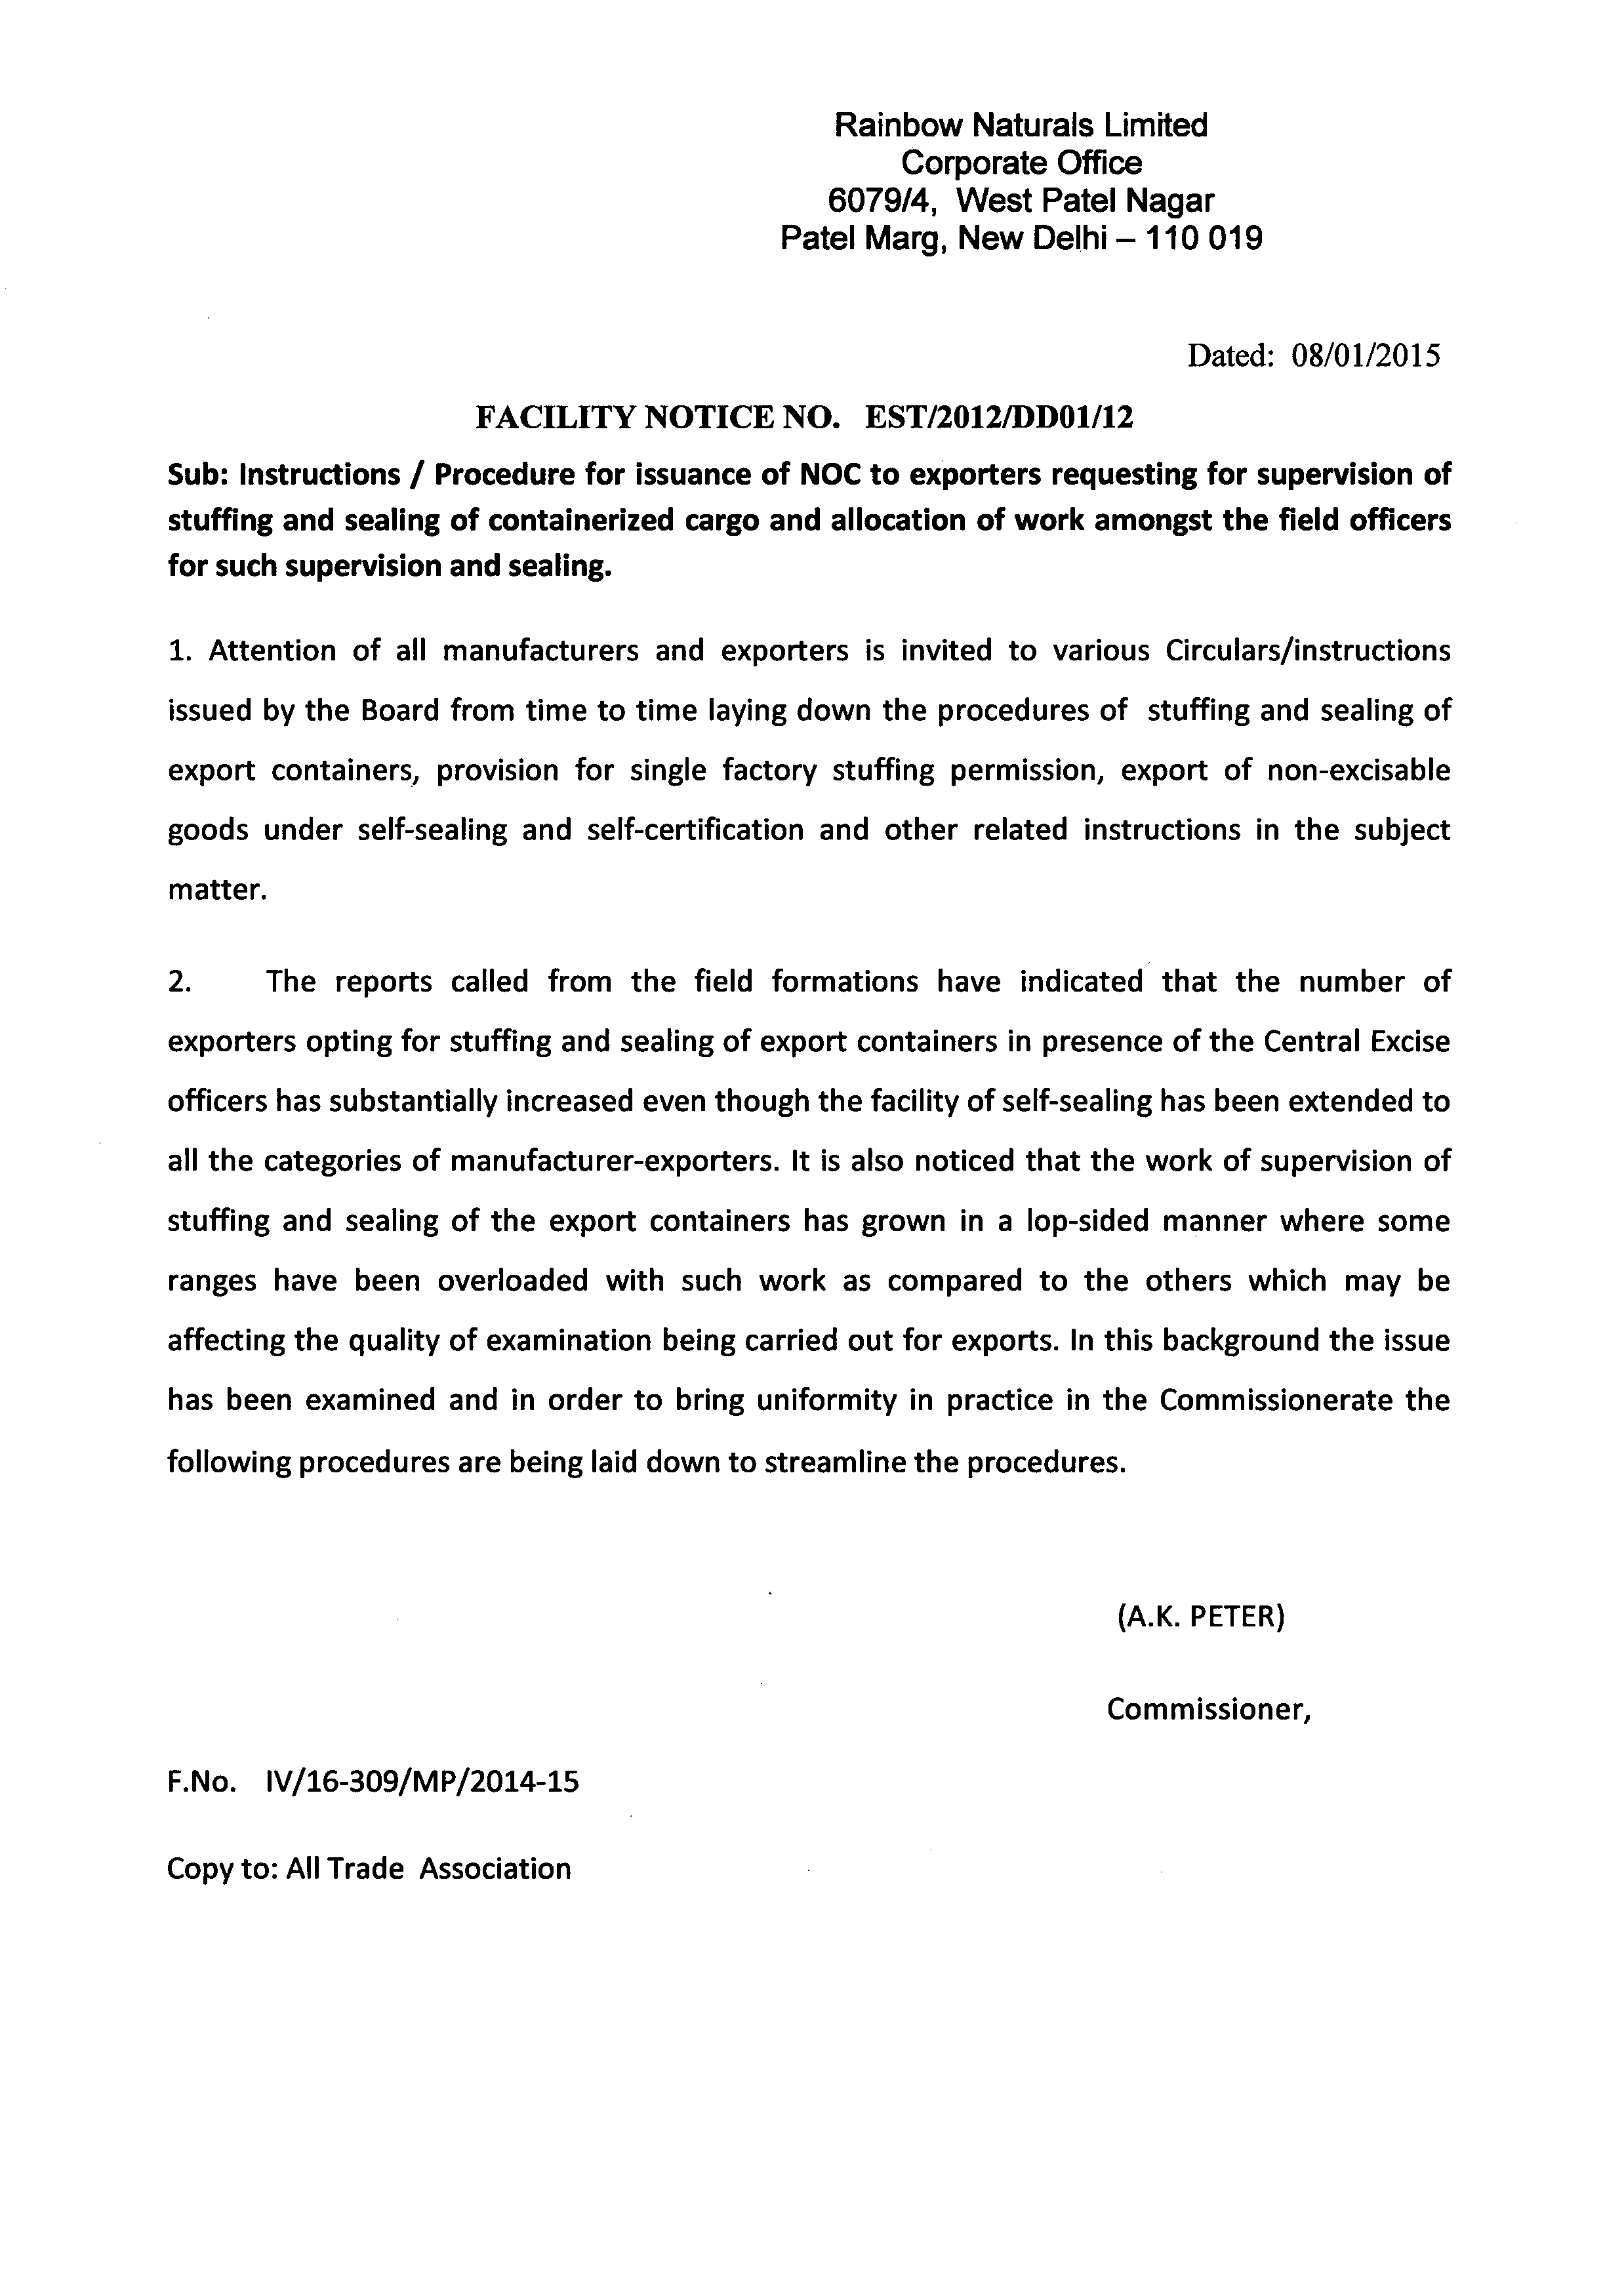 Rainbow Naturals Limited
Corporate Office
6079/4, West Patel Nagar
Patel Marg, New Delhi – 110 019
Dated: 08/01/2015
FACILITY NOTICE NO. EST/2012/DD01/12
Sub: Instructions / Procedure for issuance of NOC to exporters requesting for supervision of
stuffing and sealing of containerized cargo and allocation of work amongst the field officers
for such supervision and sealing.
1. Attention of all manufacturers and exporters is invited to various Circulars/instructions
issued by the Board from time to time laying down the procedures of stuffing and sealing of
export containers, provision for single factory stuffing permission, export of non-excisable
goods under self-sealing and self-certification and other related instructions in the subject
matter.
2. The reports called from the field formations have indicated that the number of
exporters opting for stuffing and sealing of export containers in presence of the Central Excise
officers has substantially increased even though the facility of self-sealing has been extended to
all the categories of manufacturer-exporters. It is also noticed that the work of supervision of
stuffing and sealing of the export containers has grown in a lop-sided manner where some
ranges have been overloaded with such work as compared to the others which may be
affecting the quality of examination being carried out for exports. In this background the issue
has been examined and in order to bring uniformity in practice in the Commissionerate the
following procedures are being laid down to streamline the procedures.
(A.K. PETER)
Commissioner,
F.No. IV/16-309/MP/2014-15
Copy to: All Trade Association